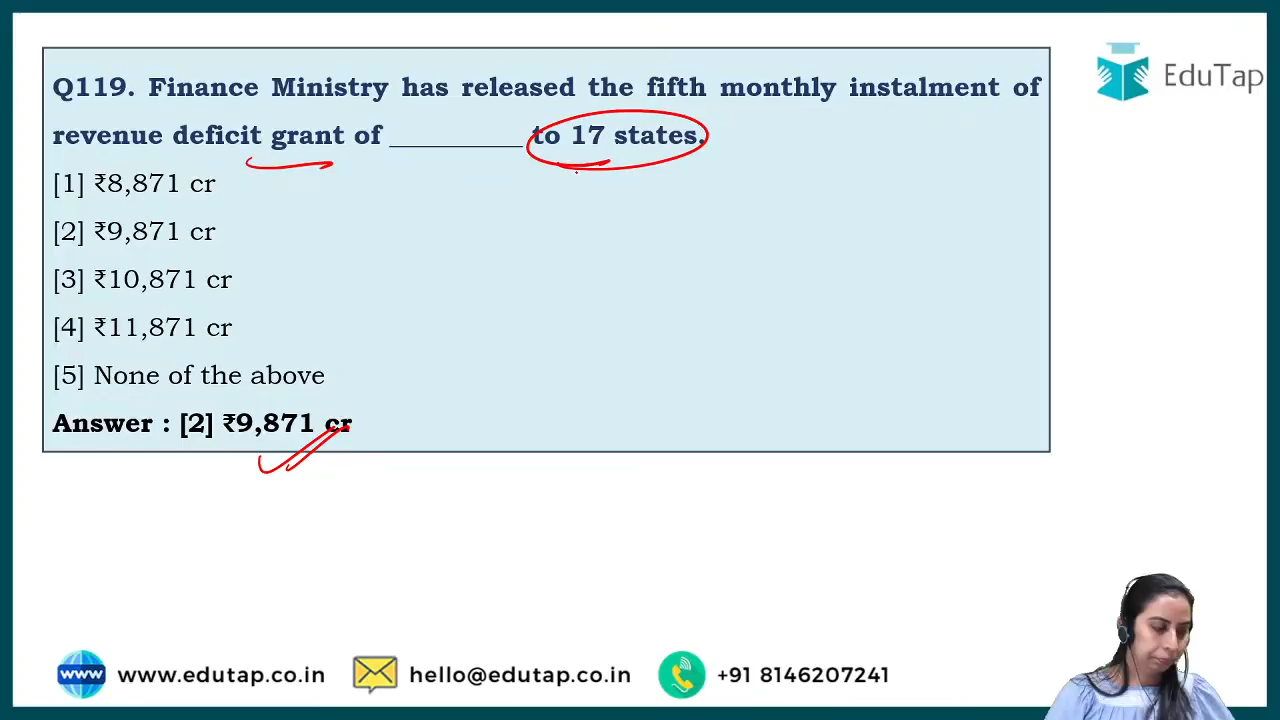 EduTap
Q119. Finance Ministry has released the fifth monthly instalment of
revenue deficit grant of __________ to 17 states.
[1] ₹8,871 cr
[2] ₹9,871 cr
[3] ₹10,871 cr
[4] ₹11,871 cr
[5] None of the above
Answer : [2] ₹9,871 cr
www www.edutap.co.in hello@edutap.co.in +91 8146207241